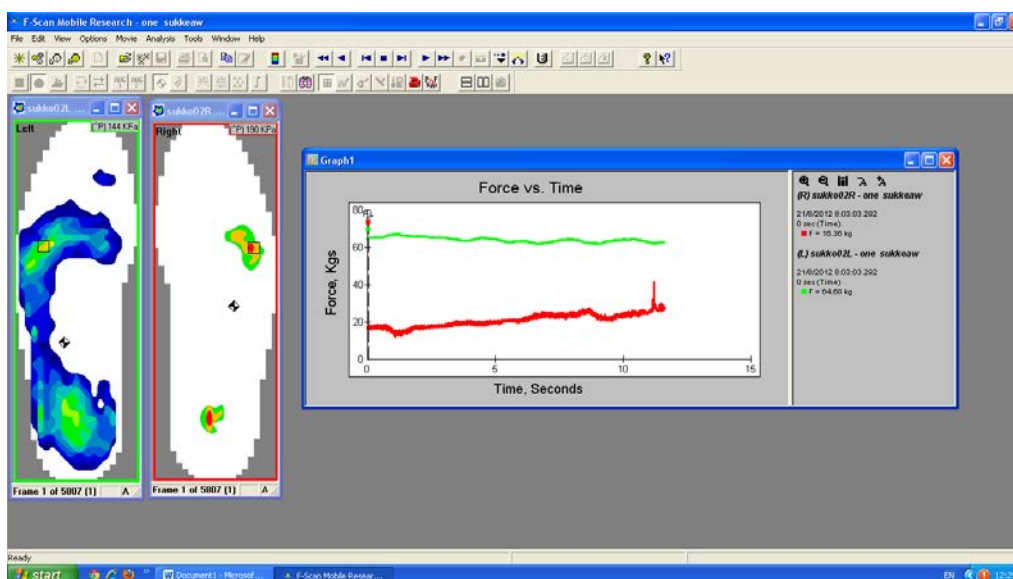 F-Scan Mobile Research - one sukkeaw
File Edit View Options Movie Analysis Tools Window Help
sukko02L ...
sukko02R ...
Left
(*P) 144 KPa
Right
(*P) 190 KPa
Frame 1 of 5807 (1) A
Frame 1 of 5807 (1) A
Graph1
Force vs. Time
Force, Kgs
80
60
40
20
0
0 5 10 15
Time, Seconds
(R) sukko02R - one sukkeaw
21/8/2012 8:03:03.292
0 sec (Time)
F = 16.36 kg
(L) sukko02L - one sukkeaw
21/8/2012 8:03:03.292
0 sec (Time)
F = 64.68 kg
Ready
start
Document1 - Microsof...
F-Scan Mobile Resear...
EN